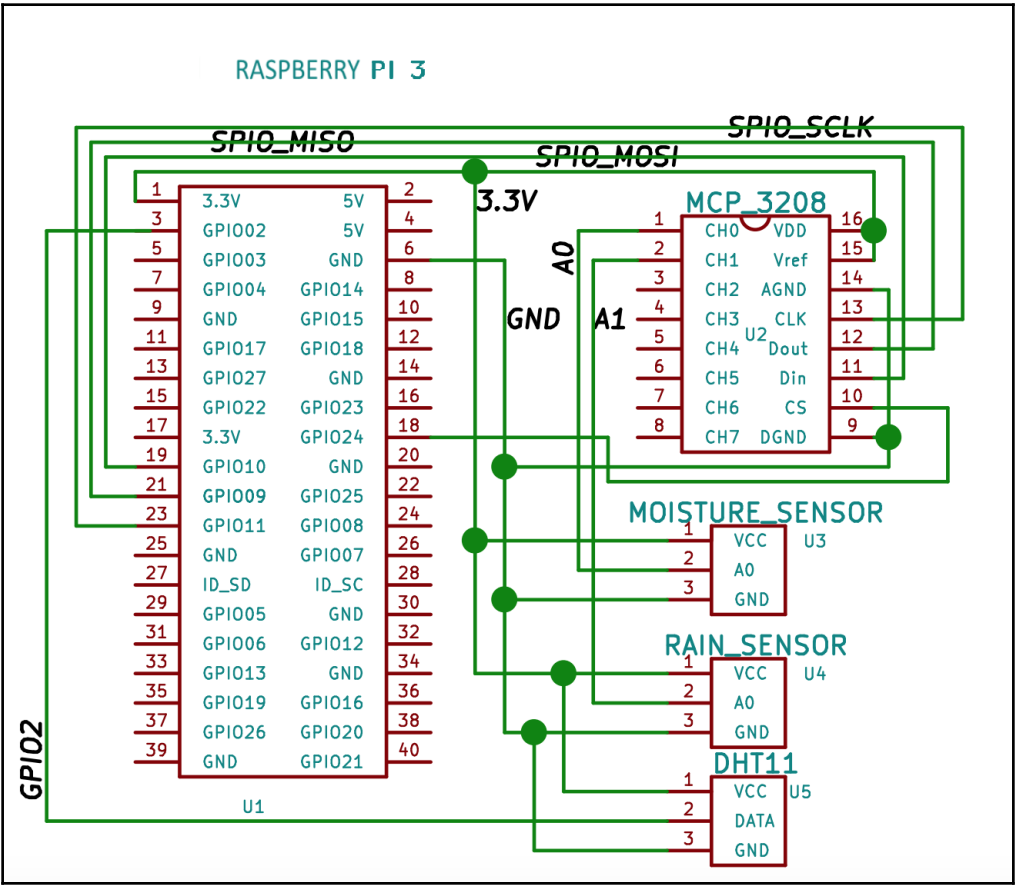 RASPBERRY PI 3
SPIO_SCLK
SPIO_MISO
SPIO_MOSI
3.3V
MCP_3208
A0
GND
A1
GPIO2
1 3.3V 5V 2
3 GPIO02 5V 4
5 GPIO03 GND 6
7 GPIO04 GPIO14 8
9 GND GPIO15 10
11 GPIO17 GPIO18 12
13 GPIO27 GND 14
15 GPIO22 GPIO23 16
17 3.3V GPIO24 18
19 GPIO10 GND 20
21 GPIO09 GPIO25 22
23 GPIO11 GPIO08 24
25 GND GPIO07 26
27 ID_SD ID_SC 28
29 GPIO05 GND 30
31 GPIO06 GPIO12 32
33 GPIO13 GND 34
35 GPIO19 GPIO16 36
37 GPIO26 GPIO20 38
39 GND GPIO21 40
U1
1 CH0 VDD 16
2 CH1 Vref 15
3 CH2 AGND 14
4 CH3 CLK 13
U2
5 CH4 Dout 12
6 CH5 Din 11
7 CH6 CS 10
8 CH7 DGND 9
MOISTURE_SENSOR
1 VCC U3
2 A0
3 GND
RAIN_SENSOR
1 VCC U4
2 A0
3 GND
DHT11
1 VCC U5
2 DATA
3 GND